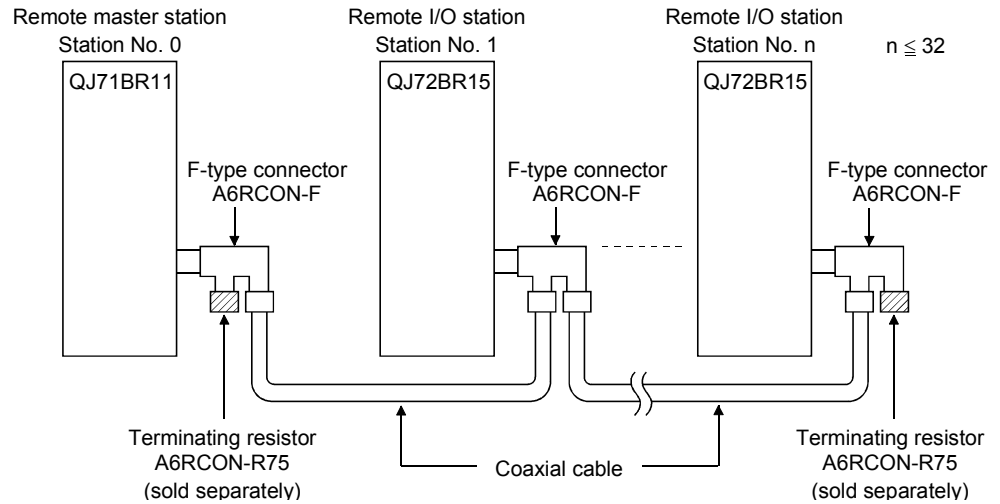 Remote master station
Station No. 0
Remote I/O station
Station No. 1
Remote I/O station
Station No. n
n ≦ 32
QJ71BR11
QJ72BR15
QJ72BR15
F-type connector
A6RCON-F
F-type connector
A6RCON-F
F-type connector
A6RCON-F
Terminating resistor
A6RCON-R75
(sold separately)
Coaxial cable
Terminating resistor
A6RCON-R75
(sold separately)